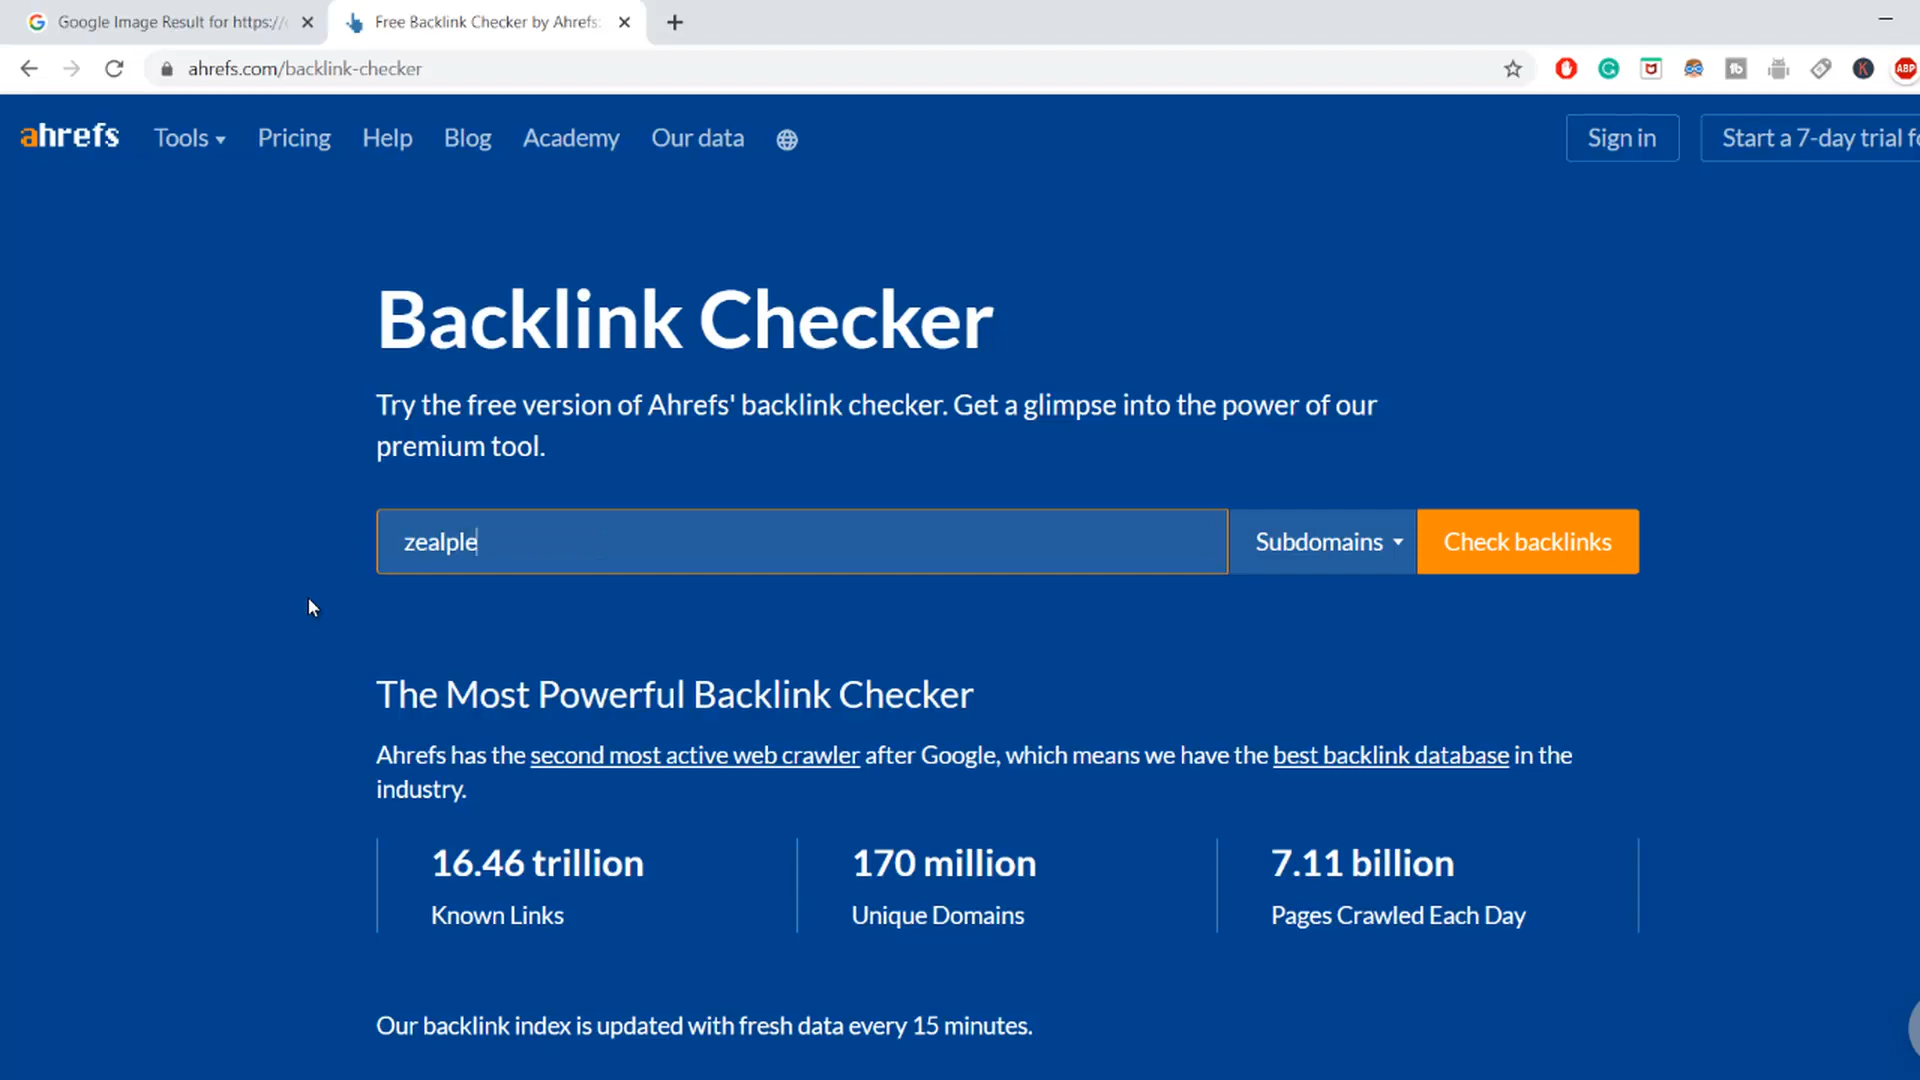 Google Image Result for https://
Free Backlink Checker by Ahrefs:
ahrefs.com/backlink-checker
ABP
ahrefs
Tools
Pricing
Help
Blog
Academy
Our data
Sign in
Start a 7-day trial fo
Backlink Checker
Try the free version of Ahrefs' backlink checker. Get a glimpse into the power of our
premium tool.
zealple
Subdomains
Check backlinks
The Most Powerful Backlink Checker
Ahrefs has the second most active web crawler after Google, which means we have the best backlink database in the
industry.
16.46 trillion
Known Links
170 million
Unique Domains
7.11 billion
Pages Crawled Each Day
Our backlink index is updated with fresh data every 15 minutes.